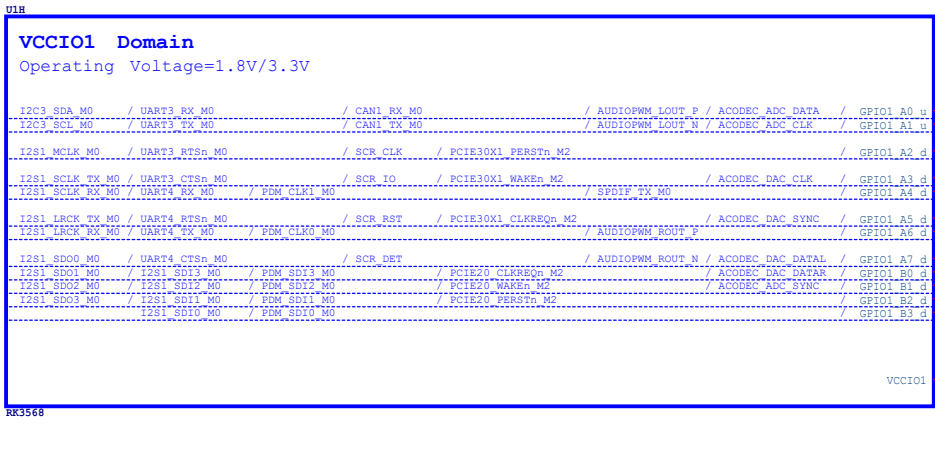 U1H
VCCIO1 Domain
Operating Voltage=1.8V/3.3V
I2C3_SDA_M0 / UART3_RX_M0 / CAN1_RX_M0 / AUDIOPWM_LOUT_P / ACODEC_ADC_DATA / GPIO1_A0_u
I2C3_SCL_M0 / UART3_TX_M0 / CAN1_TX_M0 / AUDIOPWM_LOUT_N / ACODEC_ADC_CLK / GPIO1_A1_u
I2S1_MCLK_M0 / UART3_RTSn_M0 / SCR_CLK / PCIE30X1_PERSTn_M2 / GPIO1_A2_d
I2S1_SCLK_TX_M0 / UART3_CTSn_M0 / SCR_IO / PCIE30X1_WAKEn_M2 / ACODEC_DAC_CLK / GPIO1_A3_d
I2S1_SCLK_RX_M0 / UART4_RX_M0 / PDM_CLK1_M0 / SPDIF_TX_M0 / GPIO1_A4_d
I2S1_LRCK_TX_M0 / UART4_RTSn_M0 / SCR_RST / PCIE30X1_CLKREQn_M2 / ACODEC_DAC_SYNC / GPIO1_A5_d
I2S1_LRCK_RX_M0 / UART4_TX_M0 / PDM_CLK0_M0 / AUDIOPWM_ROUT_P / GPIO1_A6_d
I2S1_SDO0_M0 / UART4_CTSn_M0 / SCR_DET / AUDIOPWM_ROUT_N / ACODEC_DAC_DATAL / GPIO1_A7_d
I2S1_SDO1_M0 / I2S1_SDI3_M0 / PDM_SDI3_M0 / PCIE20_CLKREQn_M2 / ACODEC_DAC_DATAR / GPIO1_B0_d
I2S1_SDO2_M0 / I2S1_SDI2_M0 / PDM_SDI2_M0 / PCIE20_WAKEn_M2 / ACODEC_ADC_SYNC / GPIO1_B1_d
I2S1_SDO3_M0 / I2S1_SDI1_M0 / PDM_SDI1_M0 / PCIE20_PERSTn_M2 / GPIO1_B2_d
I2S1_SDI0_M0 / PDM_SDI0_M0 / GPIO1_B3_d
VCCIO1
RK3568